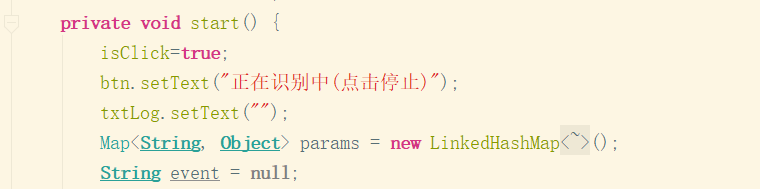 private void start() {
isClick=true;
btn.setText("正在识别中(点击停止)");
txtLog.setText("");
Map<String, Object> params = new LinkedHashMap<~>();
String event = null;